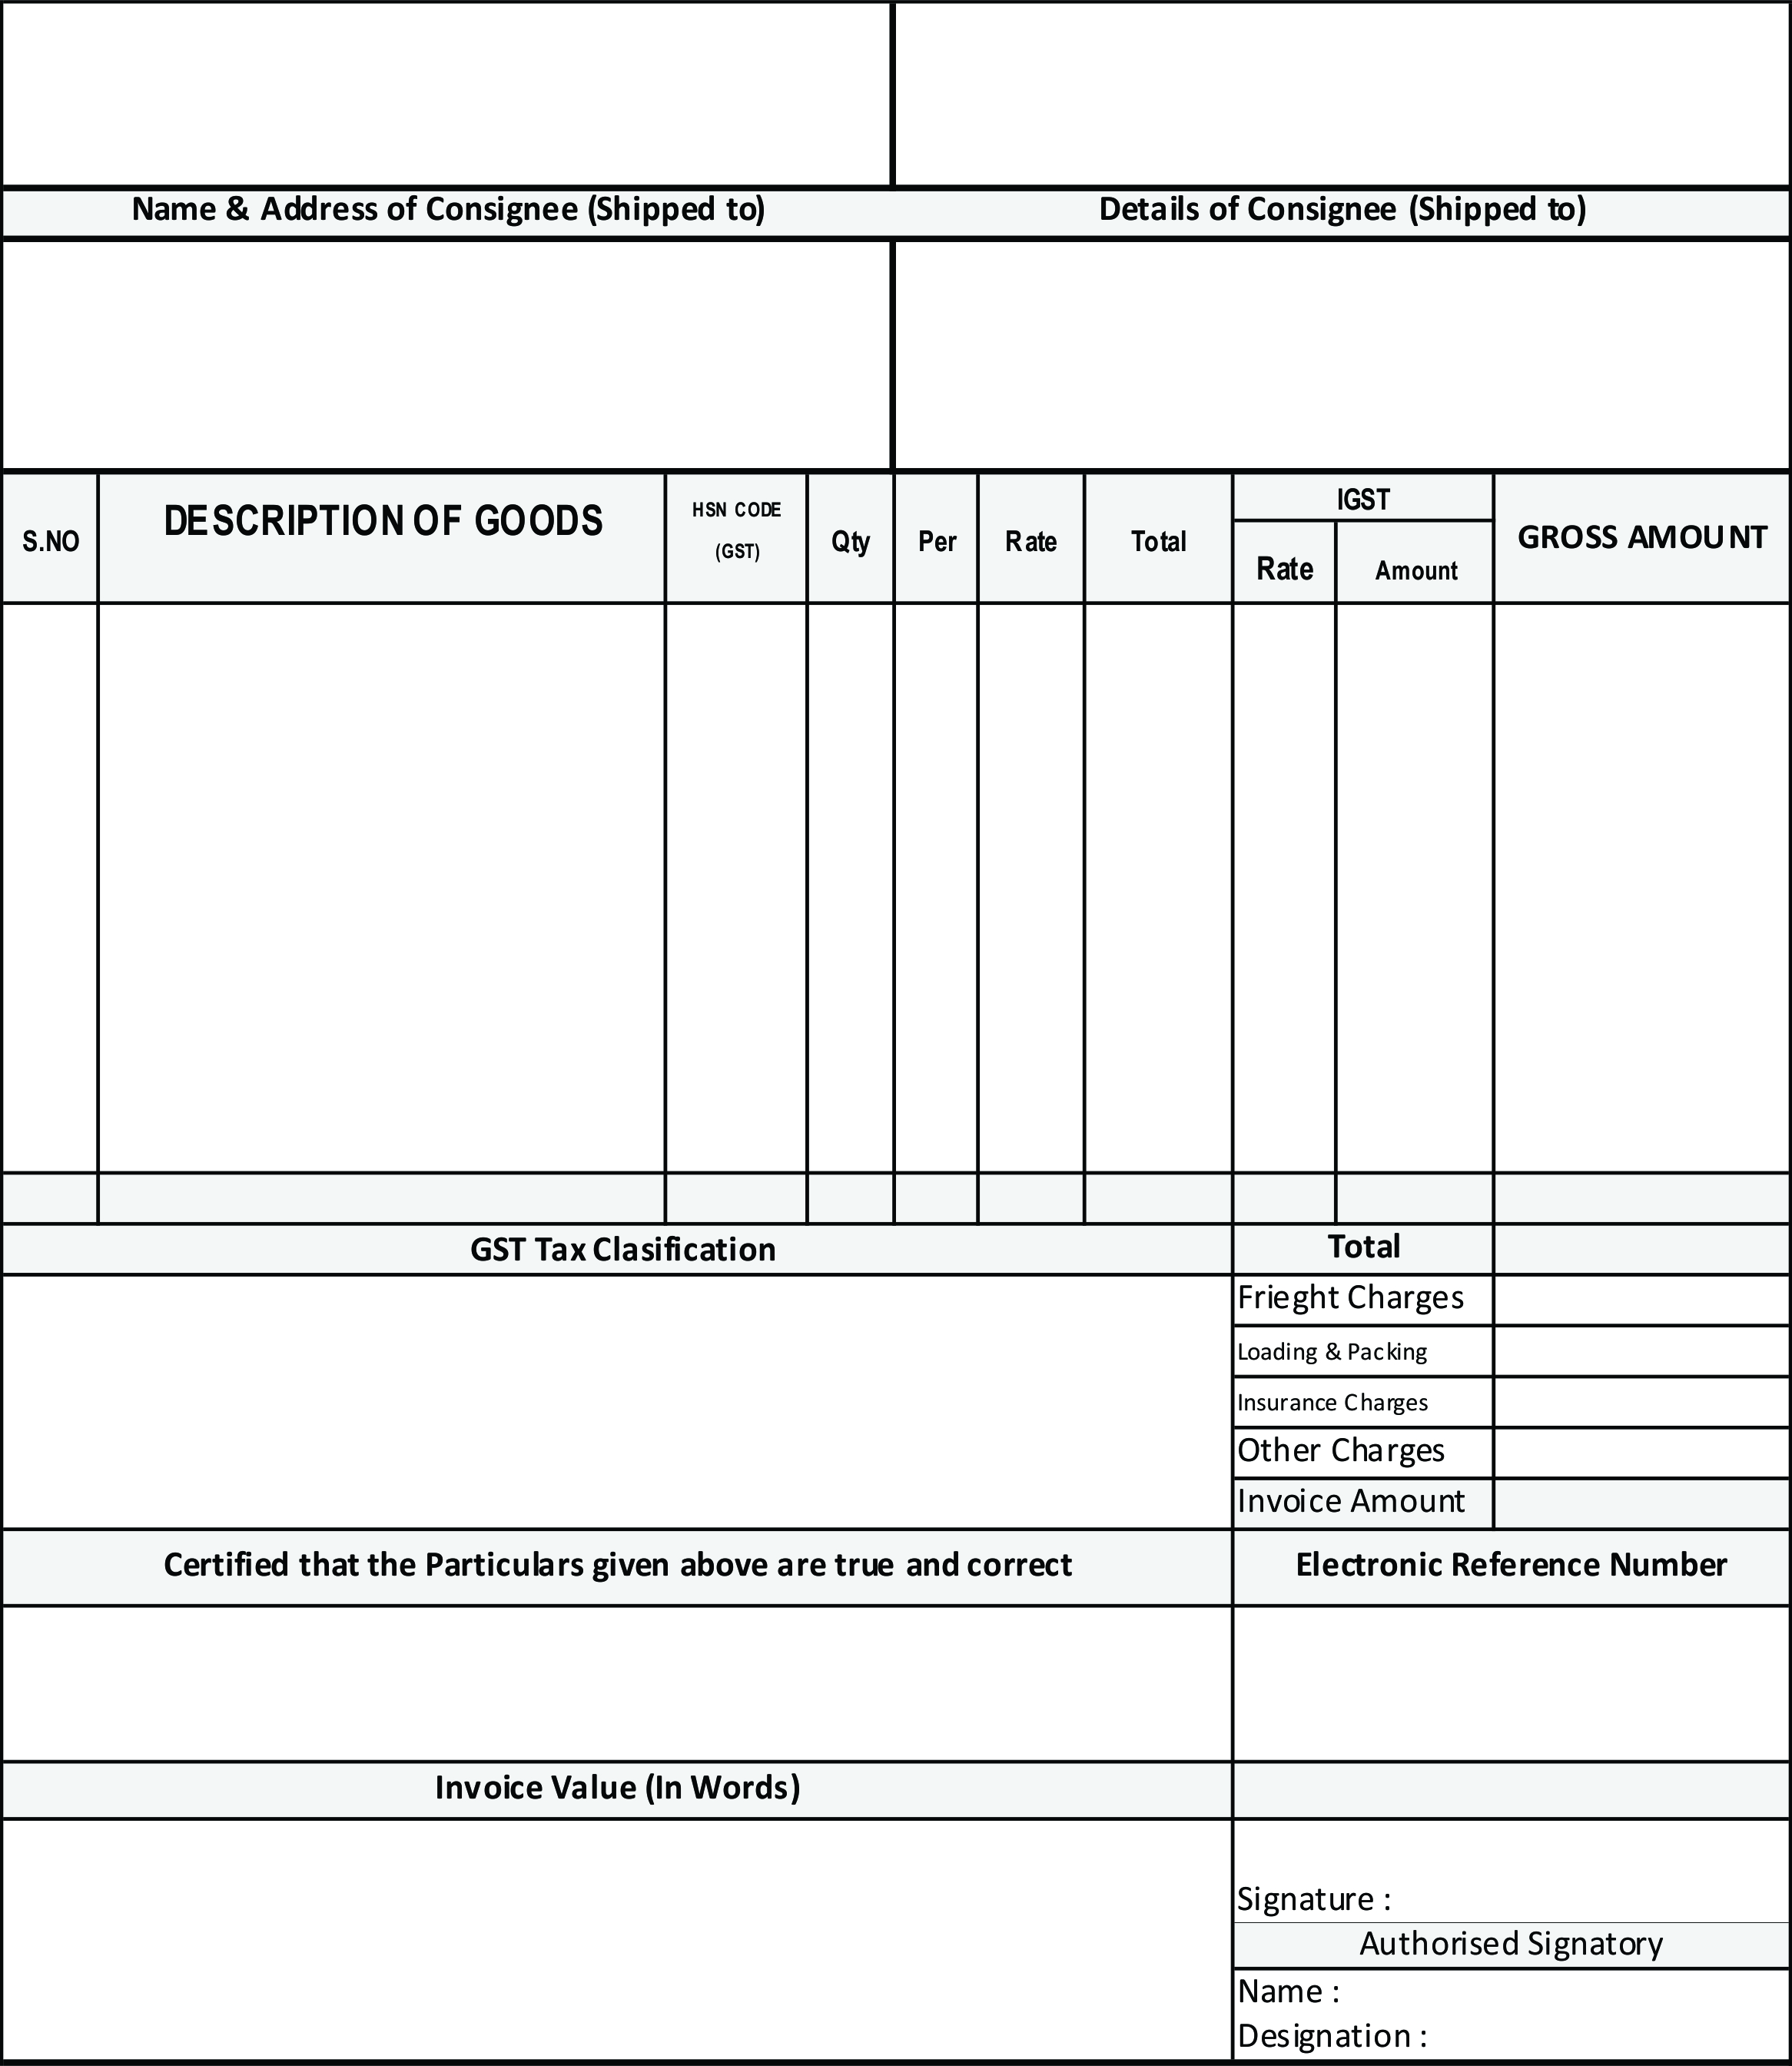 Name & Address of Consignee (Shipped to) Details of Consignee (Shipped to)
S.NO DESCRIPTION OF GOODS HSN CODE (GST) Qty Per Rate Total IGST Rate Amount GROSS AMOUNT
GST Tax Clasification Total
Frieght Charges
Loading & Packing
Insurance Charges
Other Charges
Invoice Amount
Certified that the Particulars given above are true and correct Electronic Reference Number
Invoice Value (In Words)
Signature :
Authorised Signatory
Name :
Designation :